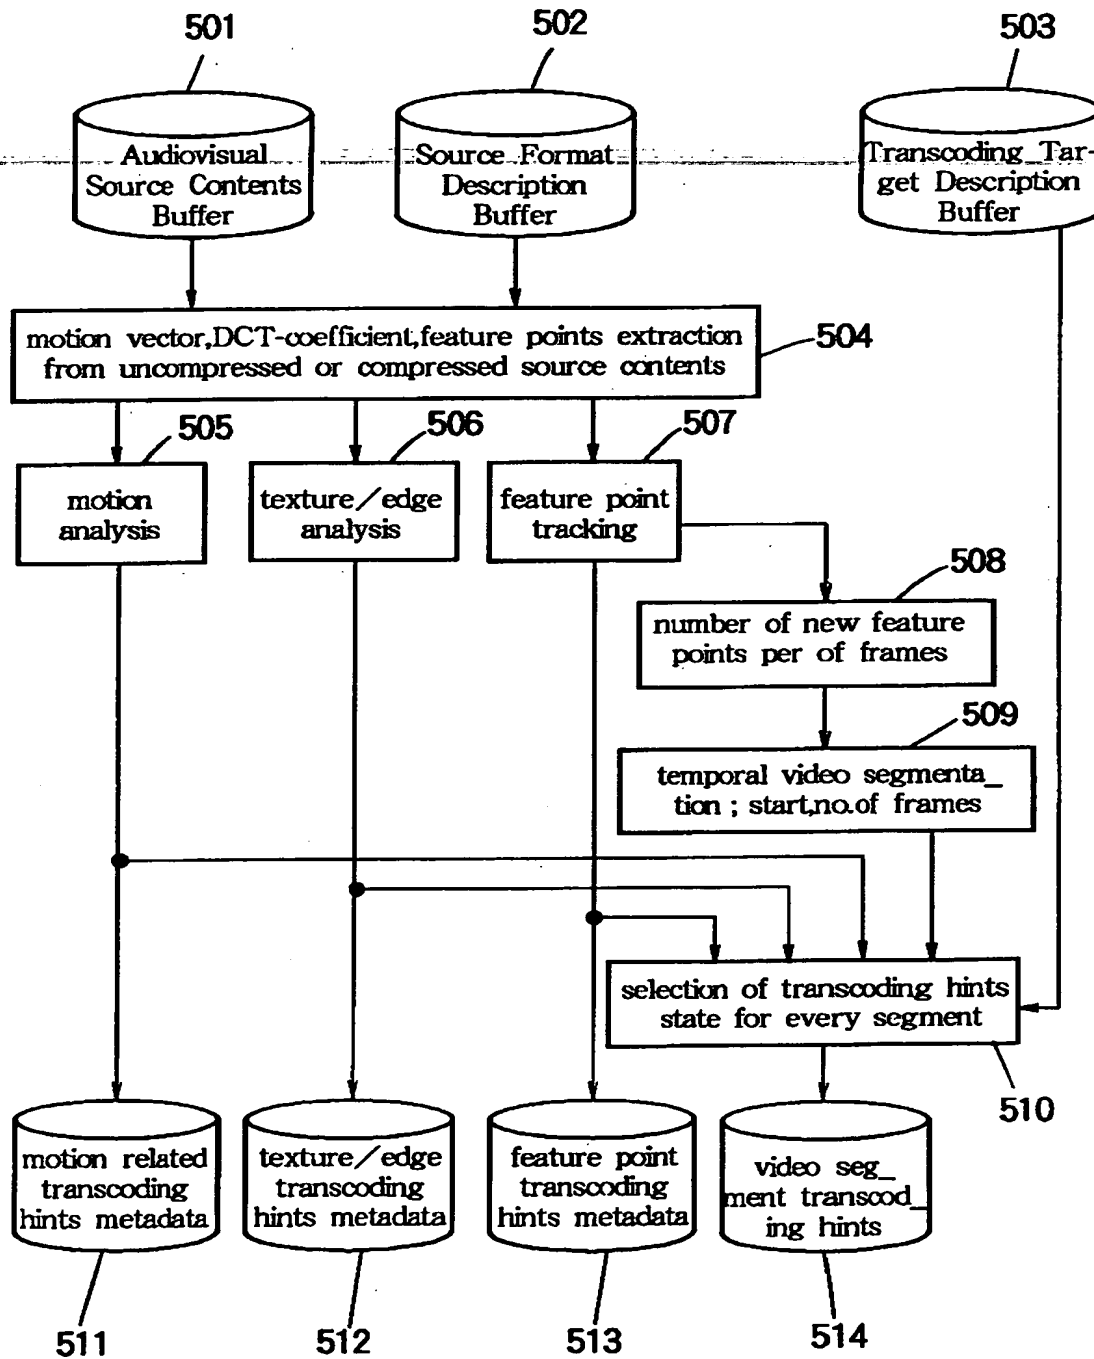 501
502
503
Audiovisual
Source Contents
Buffer
Source Format
Description
Buffer
Transcoding Tar-
get Description
Buffer
motion vector,DCT-coefficient,feature points extraction
from uncompressed or compressed source contents
504
505
506
507
motion
analysis
texture/edge
analysis
feature point
tracking
508
number of new feature
points per of frames
509
temporal video segmenta_
tion ; start,no.of frames
selection of transcoding hints
state for every segment
510
motion related
transcoding
hints metadata
texture/edge
transcoding
hints metadata
feature point
transcoding
hints metadata
video seg_
ment transcod_
ing hints
511
512
513
514